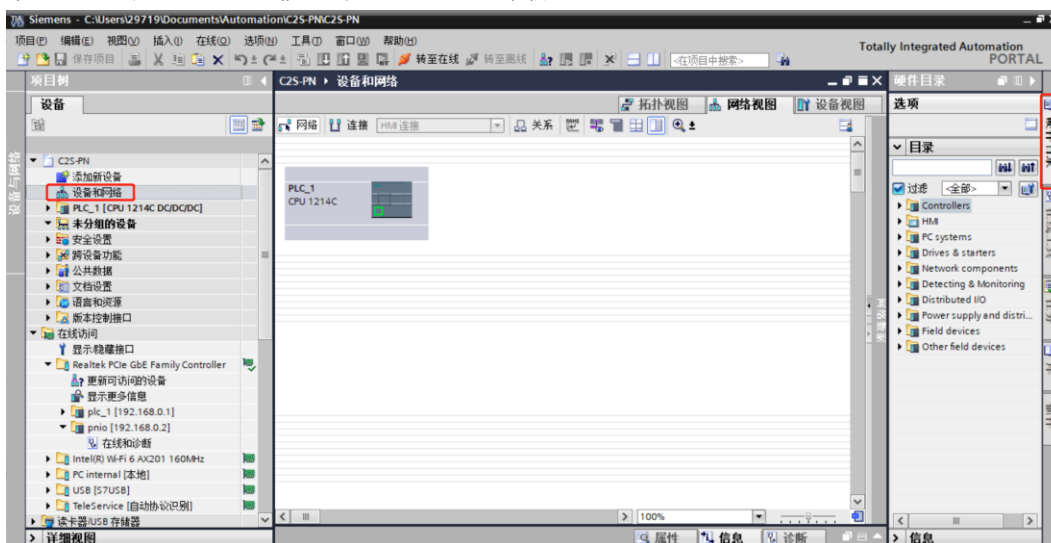 Siemens - C:\Users\29719\Documents\Automation\C2S-PN\C2S-PN
项目(P) 编辑(E) 视图(V) 插入(I) 在线(O) 选项(N) 工具(T) 窗口(W) 帮助(H)
Totally Integrated Automation
PORTAL
保存项目 转至在线 转至离线 <在项目中搜索>
项目树
设备
设备与网络
C2S-PN
添加新设备
设备和网络
PLC_1 [CPU 1214C DC/DC/DC]
未分组的设备
安全设置
跨设备功能
公共数据
文档设置
语言和资源
版本控制接口
在线访问
显示/隐藏接口
Realtek PCIe GbE Family Controller
更新可访问的设备
显示更多信息
plc_1 [192.168.0.1]
pnio [192.168.0.2]
在线和诊断
Intel(R) Wi-Fi 6 AX201 160MHz
PC internal [本地]
USB [S7USB]
TeleService [自动协议识别]
读卡器/USB 存储器
详细视图
C2S-PN 设备和网络
拓扑视图 网络视图 设备视图
网络 连接 HMI 连接 关系
PLC_1
CPU 1214C
100%
属性 信息 诊断
硬件目录
选项
目录
过滤 <全部>
Controllers
HMI
PC systems
Drives & starters
Network components
Detecting & Monitoring
Distributed I/O
Power supply and distri...
Field devices
Other field devices
信息